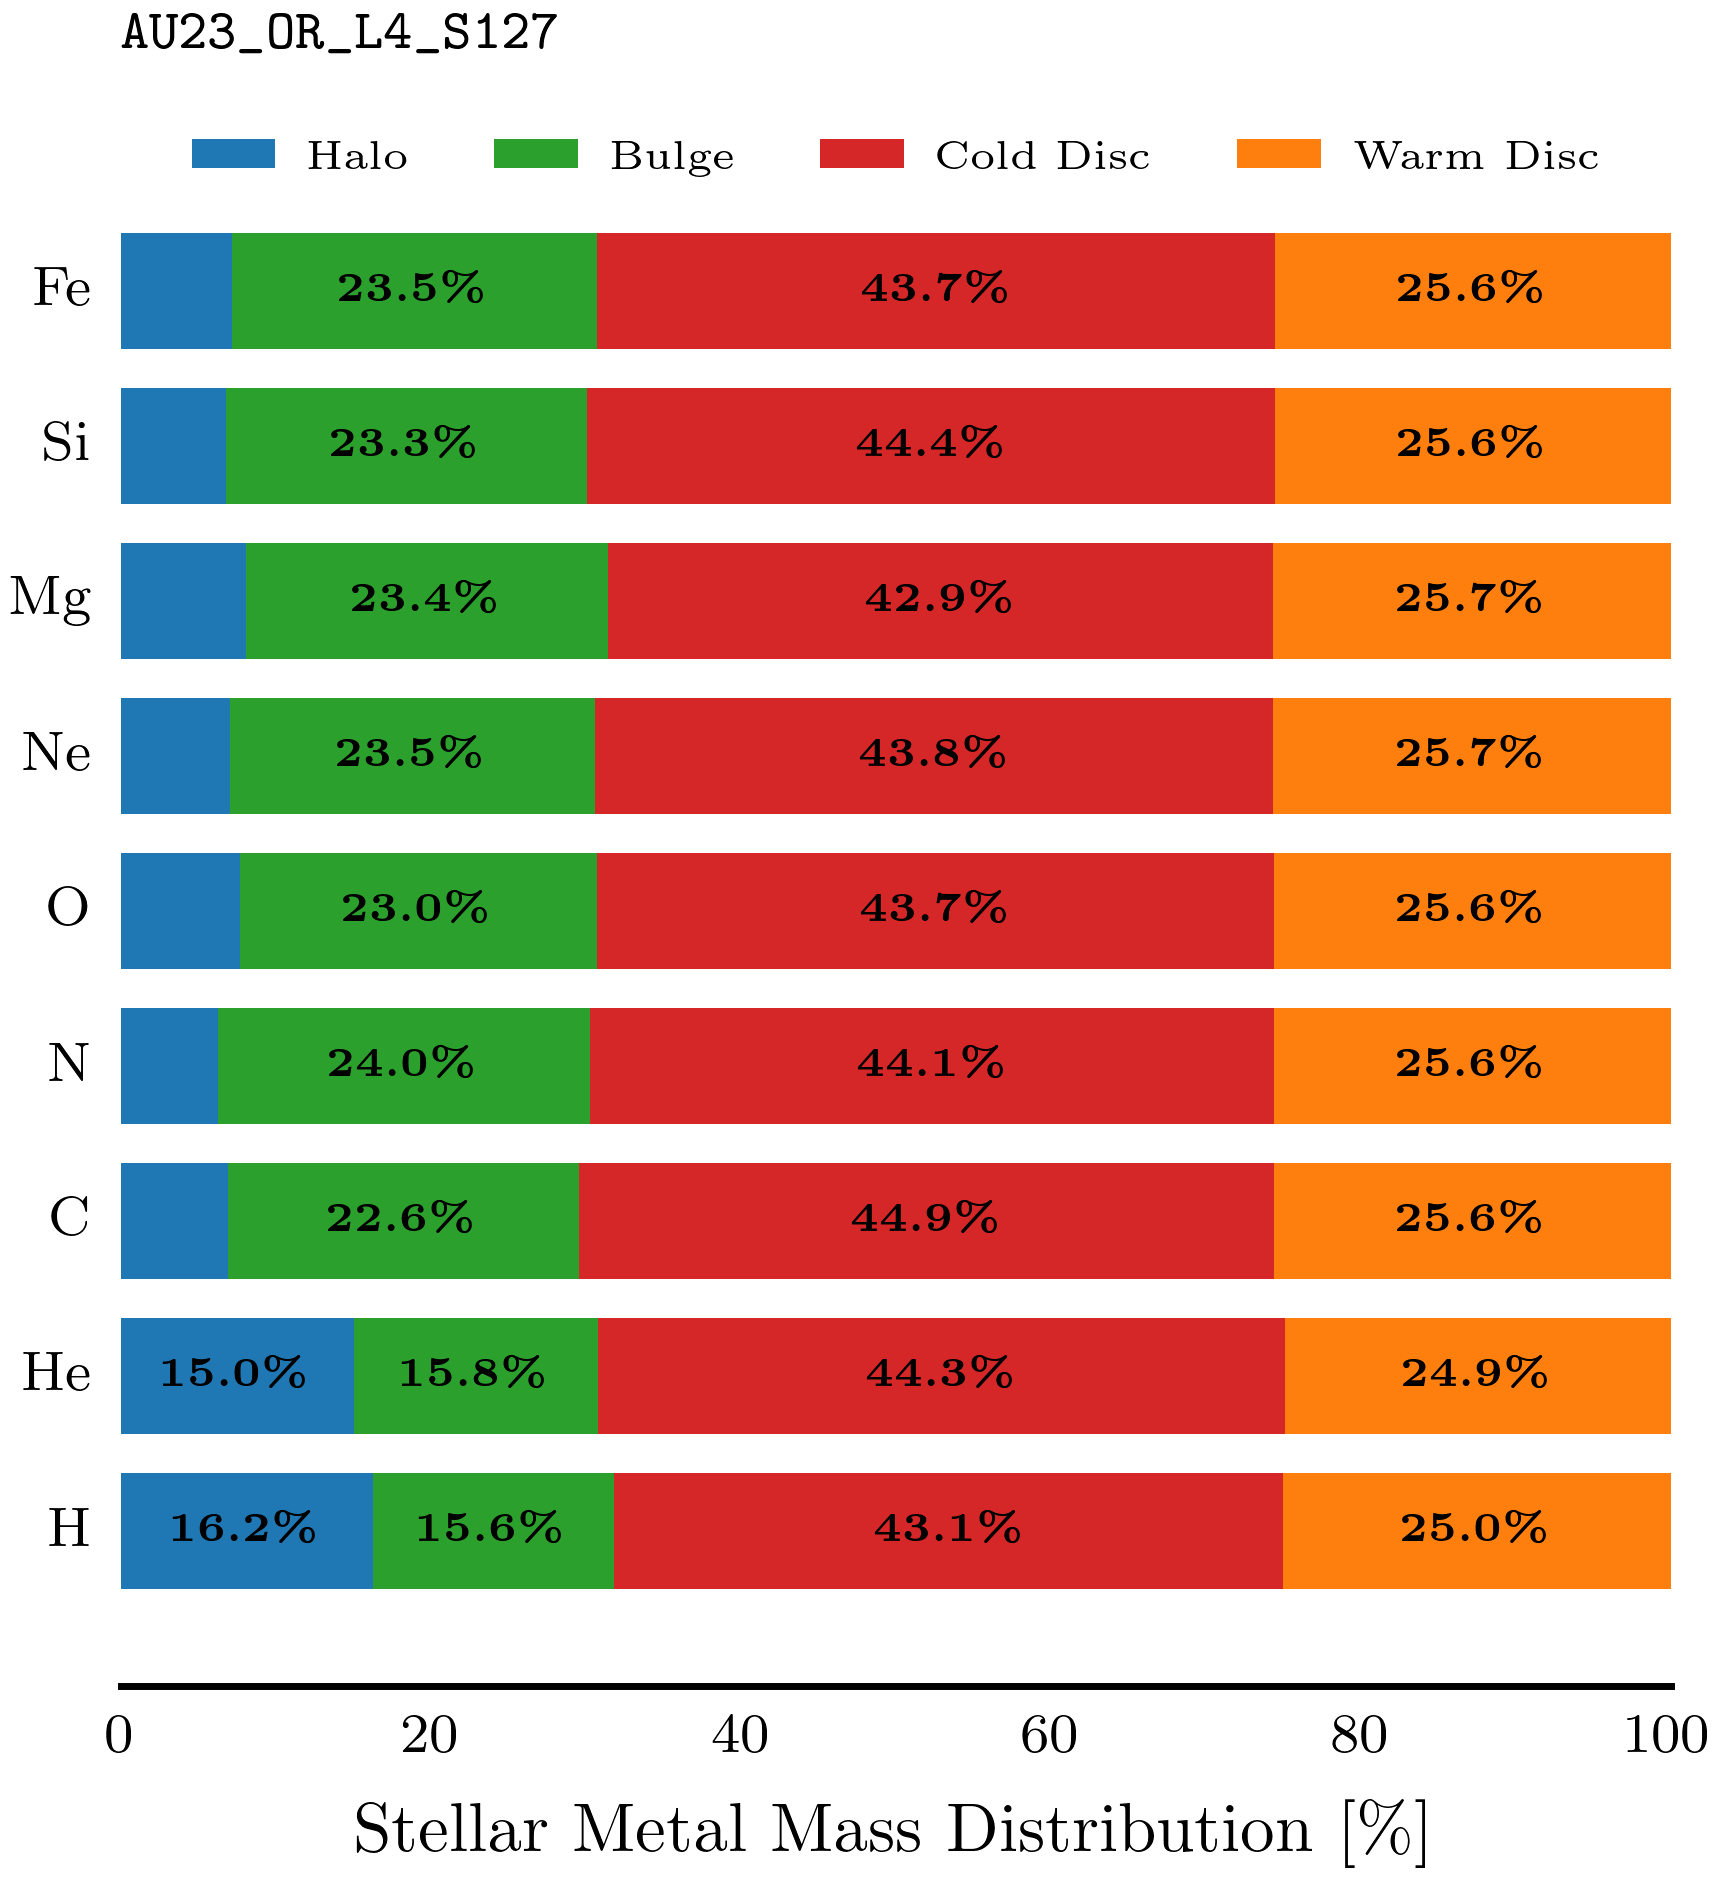 AU23_OR_L4_S127
Halo Bulge Cold Disc Warm Disc
Fe 23.5% 43.7% 25.6%
Si 23.3% 44.4% 25.6%
Mg 23.4% 42.9% 25.7%
Ne 23.5% 43.8% 25.7%
O 23.0% 43.7% 25.6%
N 24.0% 44.1% 25.6%
C 22.6% 44.9% 25.6%
He 15.0% 15.8% 44.3% 24.9%
H 16.2% 15.6% 43.1% 25.0%
0 20 40 60 80 100
Stellar Metal Mass Distribution [%]